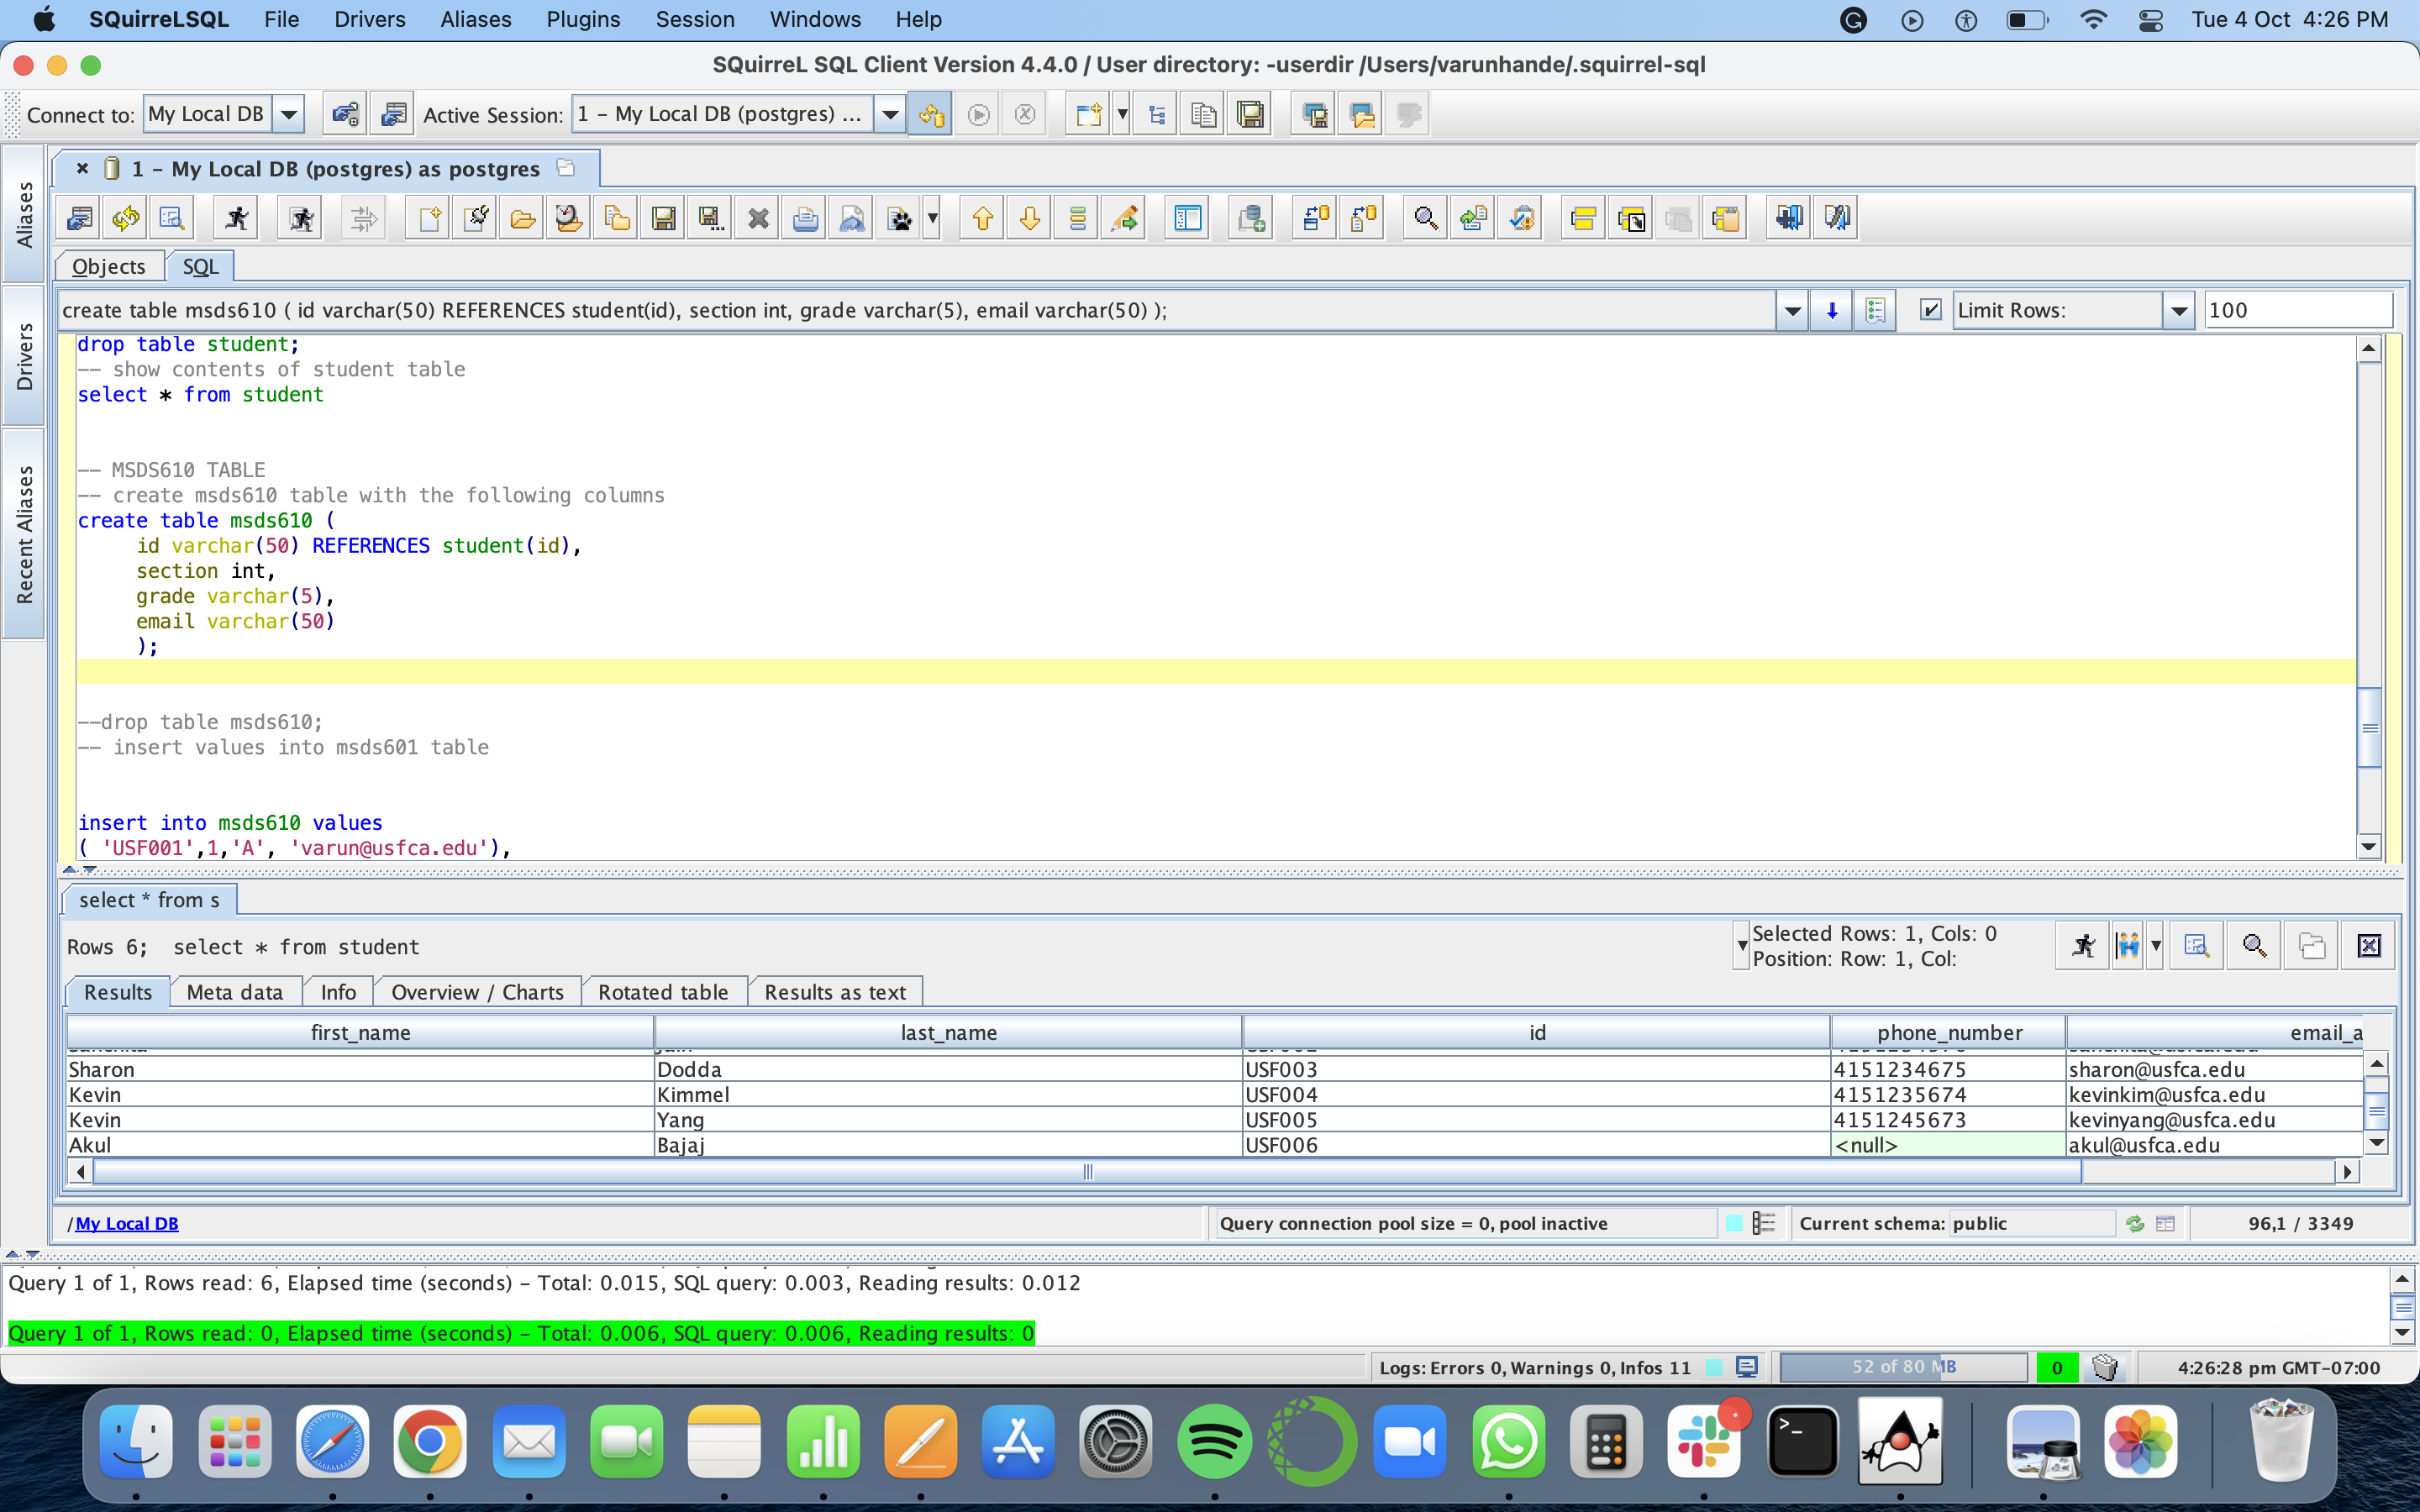 SQuirreLSQL File Drivers Aliases Plugins Session Windows Help Tue 4 Oct 4:26 PM
SQuirreL SQL Client Version 4.4.0 / User directory: -userdir /Users/varunhande/.squirrel-sql
Connect to: My Local DB Active Session: 1 - My Local DB (postgres) ...
1 - My Local DB (postgres) as postgres
Aliases
Drivers
Recent Aliases
Objects SQL
create table msds610 ( id varchar(50) REFERENCES student(id), section int, grade varchar(5), email varchar(50) ); Limit Rows: 100
drop table student;
-- show contents of student table
select * from student
-- MSDS610 TABLE
-- create msds610 table with the following columns
create table msds610 (
id varchar(50) REFERENCES student(id),
section int,
grade varchar(5),
email varchar(50)
);
--drop table msds610;
-- insert values into msds601 table
insert into msds610 values
( 'USF001',1,'A', 'varun@usfca.edu'),
select * from s
Rows 6; select * from student
Selected Rows: 1, Cols: 0
Position: Row: 1, Col:
Results Meta data Info Overview / Charts Rotated table Results as text
first_name last_name id phone_number email_a
Sharon Dodda USF003 4151234675 sharon@usfca.edu
Kevin Kimmel USF004 4151235674 kevinkim@usfca.edu
Kevin Yang USF005 4151245673 kevinyang@usfca.edu
Akul Bajaj USF006 <null> akul@usfca.edu
/My Local DB Query connection pool size = 0, pool inactive Current schema: public 96,1 / 3349
Query 1 of 1, Rows read: 6, Elapsed time (seconds) - Total: 0.015, SQL query: 0.003, Reading results: 0.012
Query 1 of 1, Rows read: 0, Elapsed time (seconds) - Total: 0.006, SQL query: 0.006, Reading results: 0
Logs: Errors 0, Warnings 0, Infos 11 52 of 80 MB 0 4:26:28 pm GMT-07:00